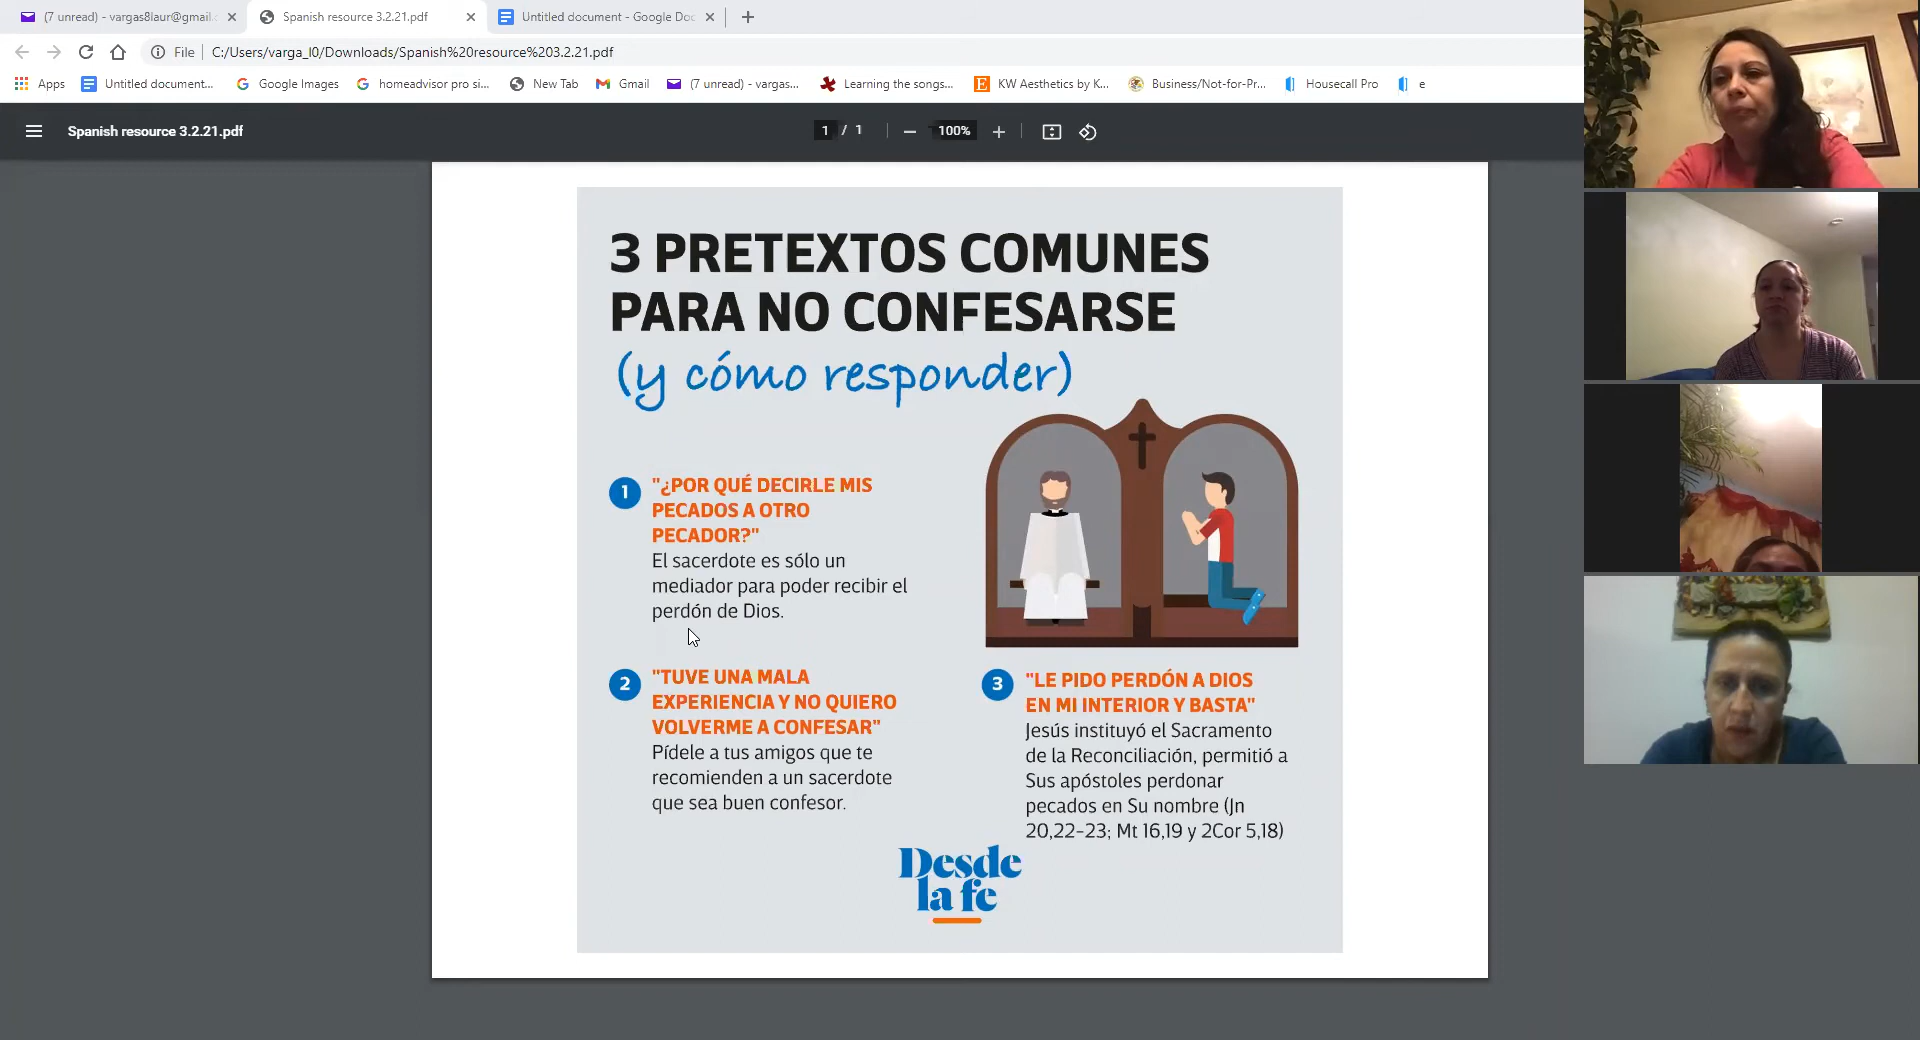 (7 unread) - vargas8laur@gmail.c
Spanish resource 3.2.21.pdf
Untitled document - Google Doc
File
C:/Users/varga_l0/Downloads/Spanish%20resource%203.2.21.pdf
Apps
Untitled document...
Google Images
homeadvisor pro si...
New Tab
Gmail
(7 unread) - vargas...
Learning the songs...
KW Aesthetics by K...
Business/Not-for-Pr...
Housecall Pro
e
Spanish resource 3.2.21.pdf
1 / 1
100%
3 PRETEXTOS COMUNES
PARA NO CONFESARSE
(y cómo responder)
1
"¿POR QUÉ DECIRLE MIS
PECADOS A OTRO
PECADOR?"
El sacerdote es sólo un
mediador para poder recibir el
perdón de Dios.
2
"TUVE UNA MALA
EXPERIENCIA Y NO QUIERO
VOLVERME A CONFESAR"
Pídele a tus amigos que te
recomienden a un sacerdote
que sea buen confesor.
3
"LE PIDO PERDÓN A DIOS
EN MI INTERIOR Y BASTA"
Jesús instituyó el Sacramento
de la Reconciliación, permitió a
Sus apóstoles perdonar
pecados en Su nombre (Jn
20,22-23; Mt 16,19 y 2Cor 5,18)
Desde
la fe